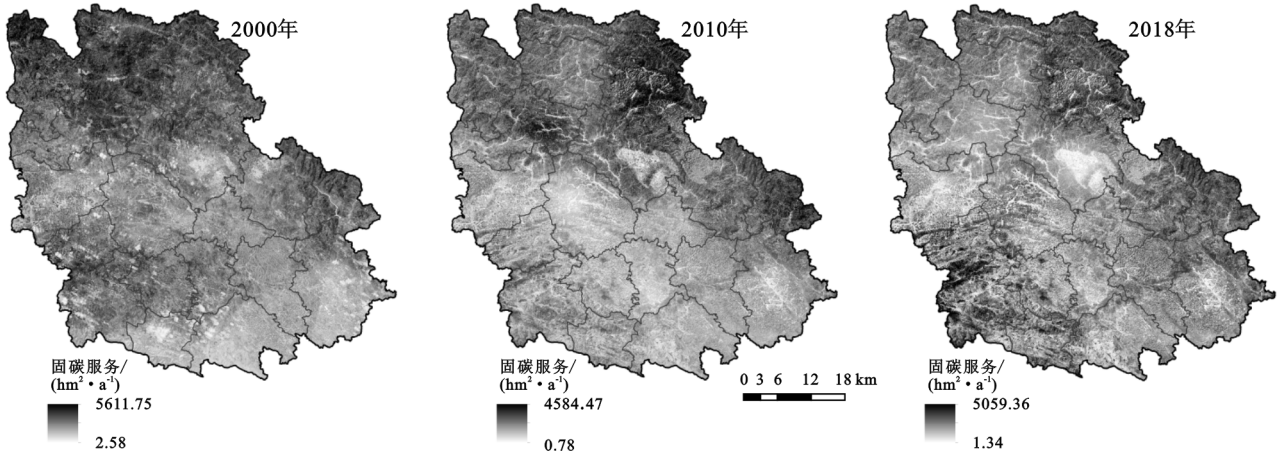 2000年
2010年
2018年
固碳服务/
(hm²·a⁻¹)
5611.75
2.58
固碳服务/
(hm²·a⁻¹)
4584.47
0.78
0 3 6 12 18 km
固碳服务/
(hm²·a⁻¹)
5059.36
1.34